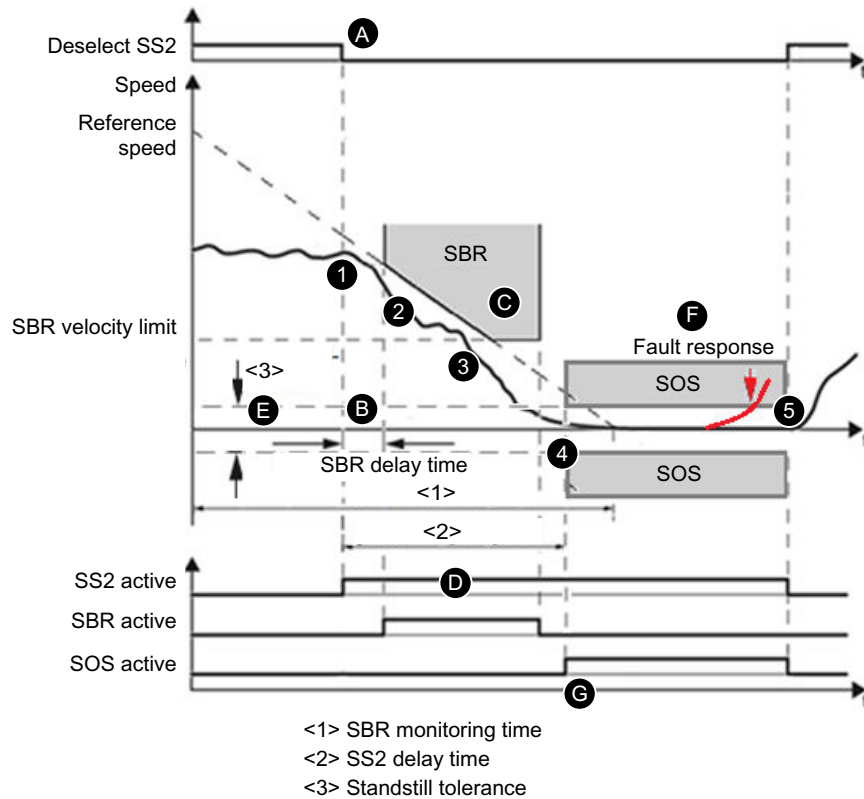 Deselect SS2
A
t
Speed
Reference
speed
SBR
1
C
2
SBR velocity limit
F
3
Fault response
<3>
SOS
E
B
5
t
SBR delay time
4
SOS
<1>
<2>
SS2 active
D
SBR active
SOS active
G
t
<1> SBR monitoring time
<2> SS2 delay time
<3> Standstill tolerance